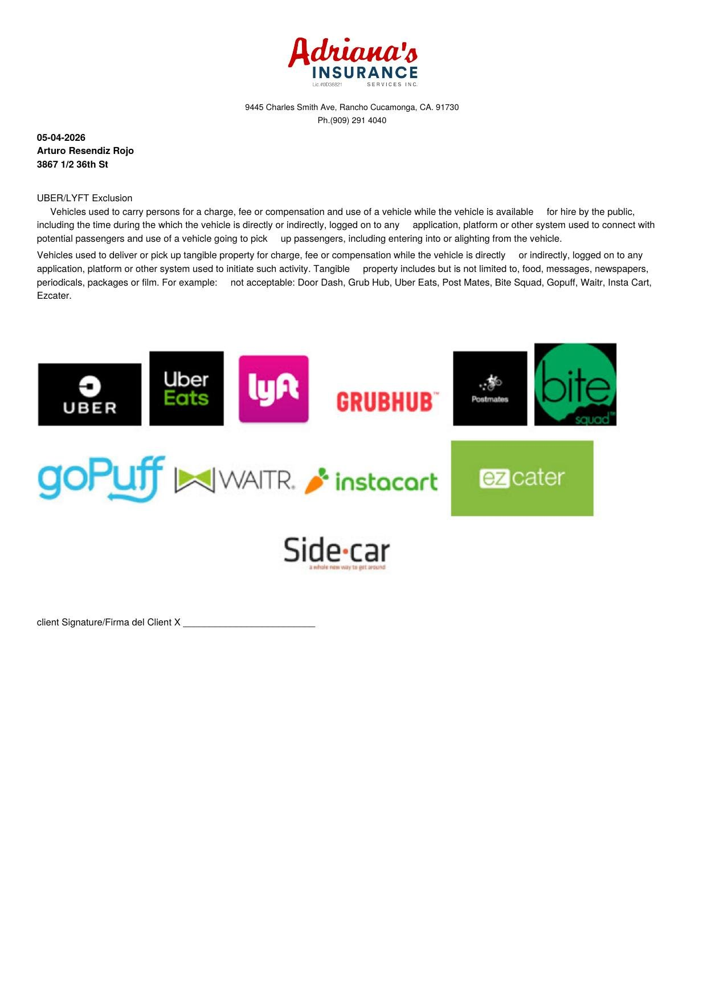 Adriana's
INSURANCE
Lic.#0D36821 SERVICES INC.
9445 Charles Smith Ave, Rancho Cucamonga, CA. 91730
Ph.(909) 291 4040
05-04-2026
Arturo Resendiz Rojo
3867 1/2 36th St
UBER/LYFT Exclusion
Vehicles used to carry persons for a charge, fee or compensation and use of a vehicle while the vehicle is available for hire by the public,
including the time during the which the vehicle is directly or indirectly, logged on to any application, platform or other system used to connect with
potential passengers and use of a vehicle going to pick up passengers, including entering into or alighting from the vehicle.
Vehicles used to deliver or pick up tangible property for charge, fee or compensation while the vehicle is directly or indirectly, logged on to any
application, platform or other system used to initiate such activity. Tangible property includes but is not limited to, food, messages, newspapers,
periodicals, packages or film. For example: not acceptable: Door Dash, Grub Hub, Uber Eats, Post Mates, Bite Squad, Gopuff, Waitr, Insta Cart,
Ezcater.
UBER
Uber
Eats
lyft
GRUBHUB™
Postmates
bite
squad™
goPuff
WAITR®
instacart
ez cater
Side·car
a whole new way to get around
client Signature/Firma del Client X __________________________